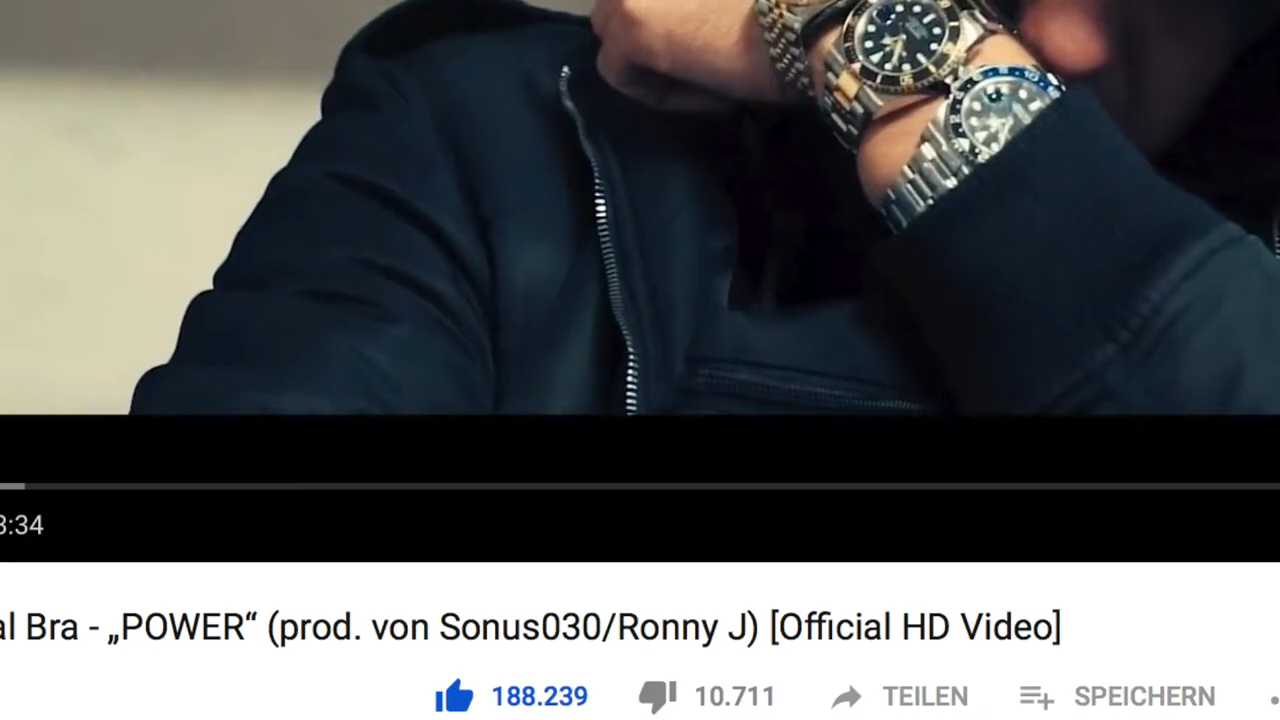 3:34
al Bra - „POWER“ (prod. von Sonus030/Ronny J) [Official HD Video]
188.239 10.711 TEILEN SPEICHERN